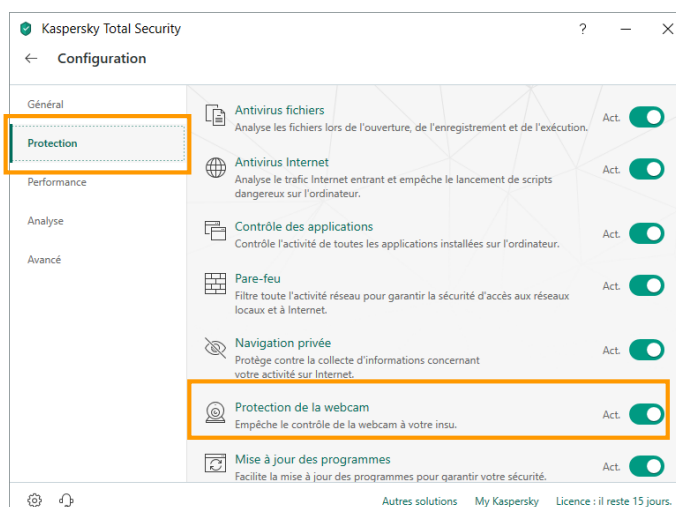 Kaspersky Total Security
?
Configuration
Général
Protection
Performance
Analyse
Avancé
Antivirus fichiers
Analyse les fichiers lors de l'ouverture, de l'enregistrement et de l'exécution.
Act.
Antivirus Internet
Analyse le trafic Internet entrant et empêche le lancement de scripts
dangereux sur l'ordinateur.
Act.
Contrôle des applications
Contrôle l'activité de toutes les applications installées sur l'ordinateur.
Act.
Pare-feu
Filtre toute l'activité réseau pour garantir la sécurité d'accès aux réseaux
locaux et à Internet.
Act.
Navigation privée
Protège contre la collecte d'informations concernant
votre activité sur Internet.
Act.
Protection de la webcam
Empêche le contrôle de la webcam à votre insu.
Act.
Mise à jour des programmes
Facilite la mise à jour des programmes pour garantir votre sécurité.
Act.
Autres solutions My Kaspersky Licence : il reste 15 jours.